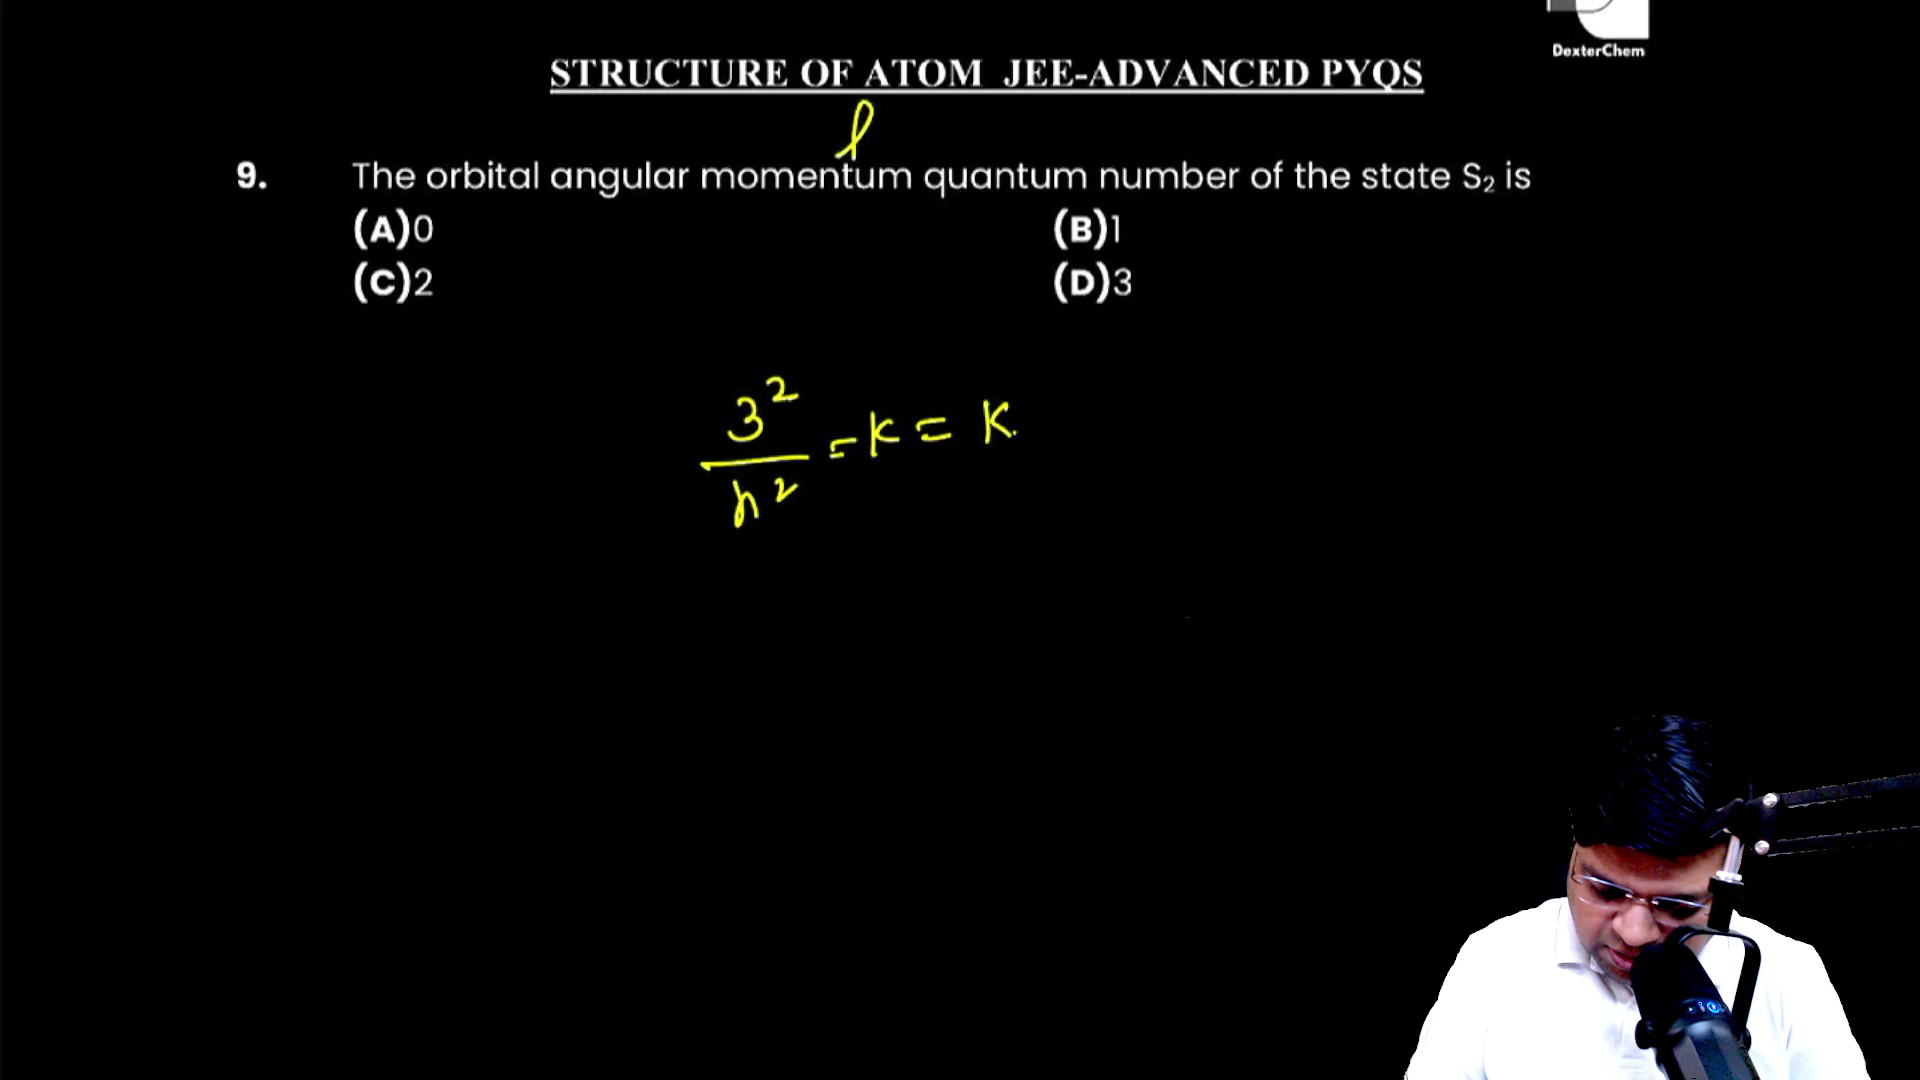 DexterChem
STRUCTURE OF ATOM JEE-ADVANCED PYQS
l
9. The orbital angular momentum quantum number of the state S₂ is
(A)0 (B)1
(C)2 (D)3
3²/n² = K = K.